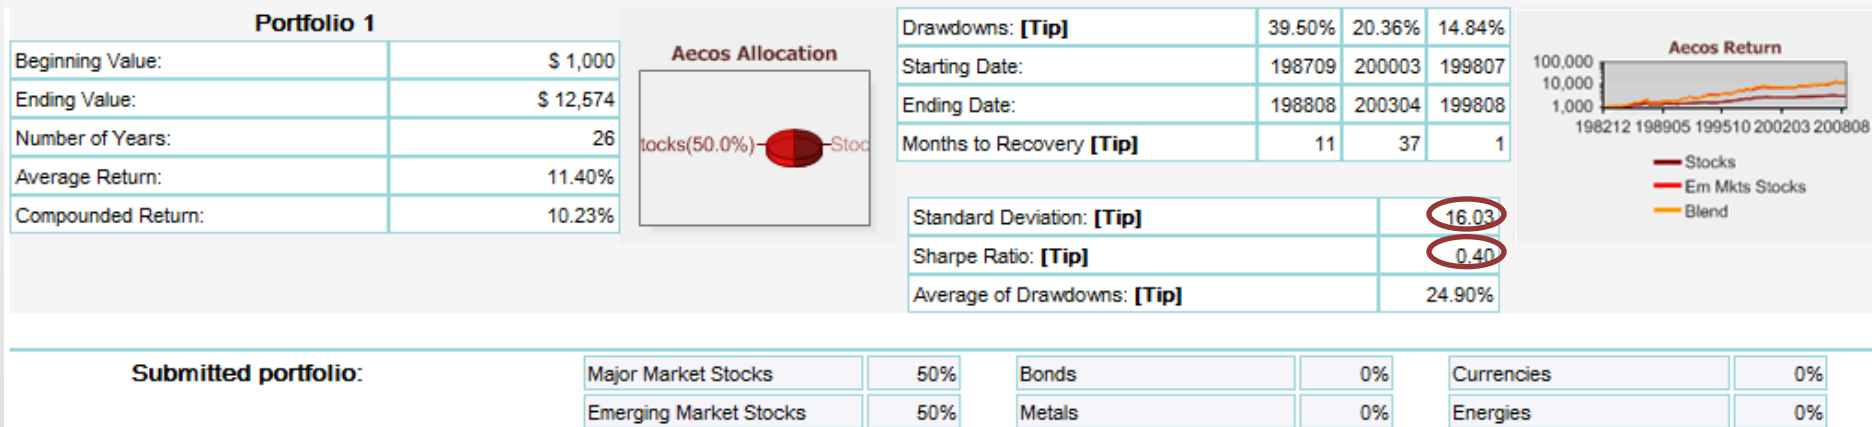 Portfolio 1
Beginning Value: $ 1,000
Ending Value: $ 12,574
Number of Years: 26
Average Return: 11.40%
Compounded Return: 10.23%
Aecos Allocation
tocks(50.0%) Stoc
Drawdowns: [Tip] 39.50% 20.36% 14.84%
Starting Date: 198709 200003 199807
Ending Date: 198808 200304 199808
Months to Recovery [Tip] 11 37 1
Standard Deviation: [Tip] 16.03
Sharpe Ratio: [Tip] 0.40
Average of Drawdowns: [Tip] 24.90%
Aecos Return
100,000
10,000
1,000
198212 198905 199510 200203 200808
Stocks
Em Mkts Stocks
Blend
Submitted portfolio:
Major Market Stocks 50% Bonds 0% Currencies 0%
Emerging Market Stocks 50% Metals 0% Energies 0%